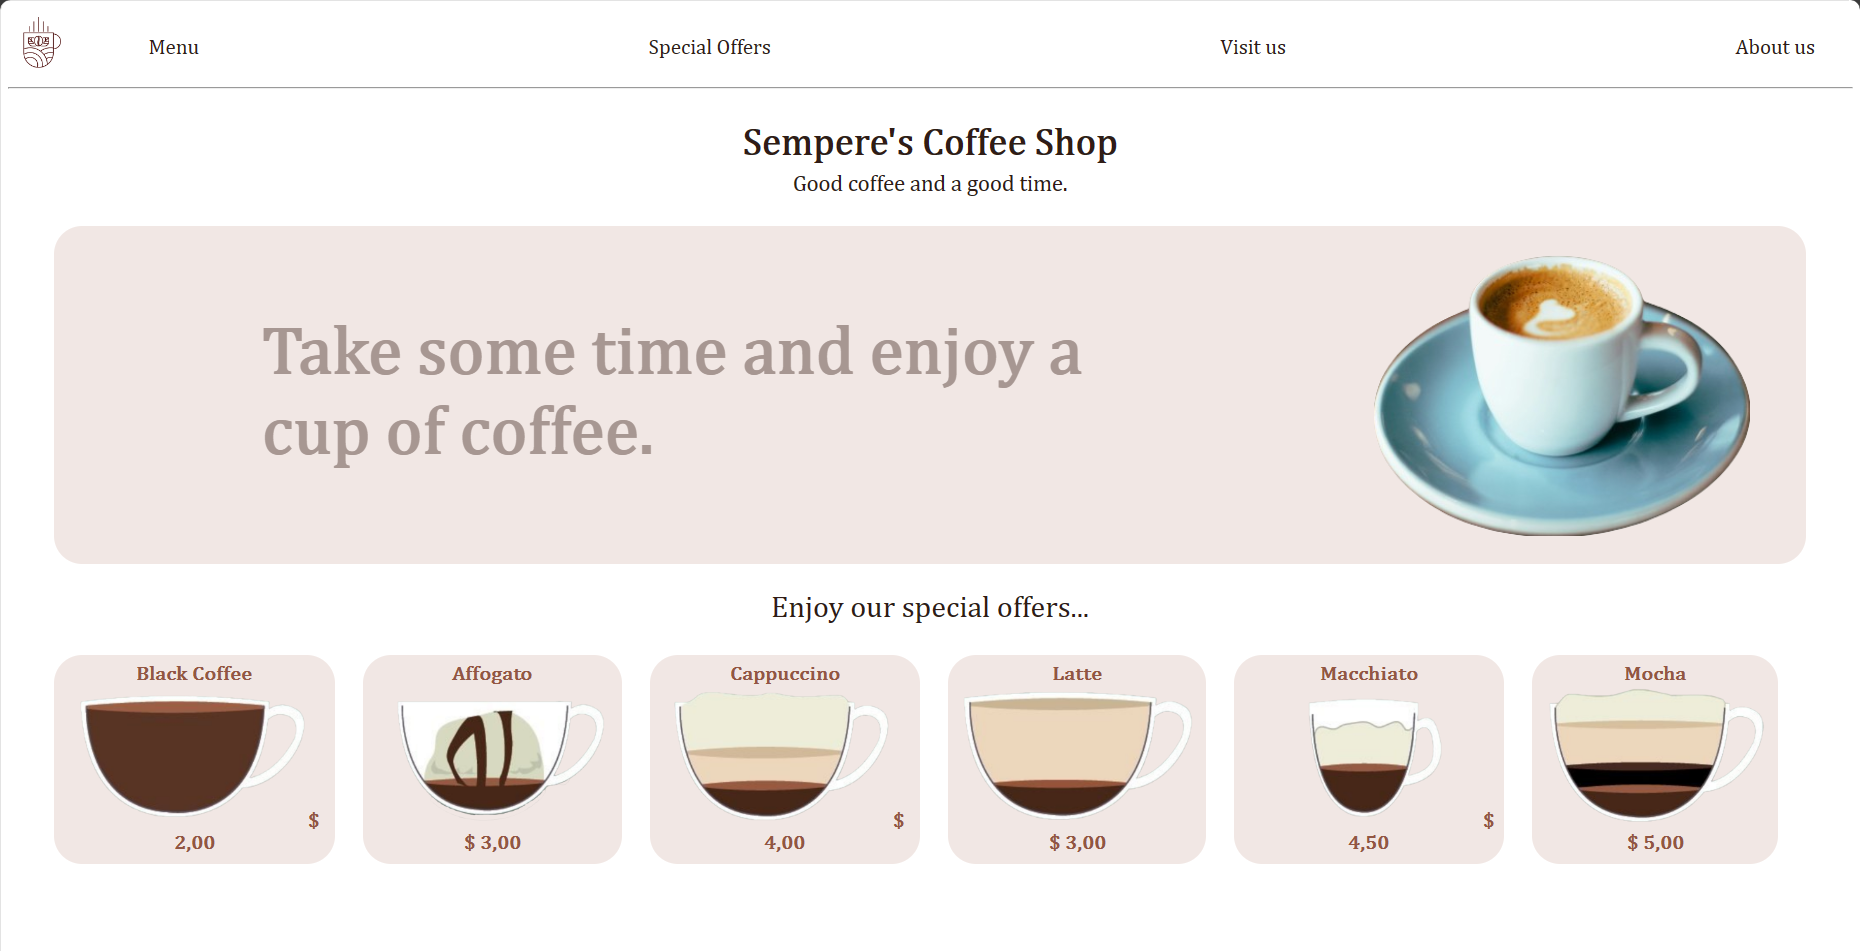 Menu
Special Offers
Visit us
About us
Sempere's Coffee Shop
Good coffee and a good time.
Take some time and enjoy a
cup of coffee.
Enjoy our special offers...
Black Coffee
$
2,00
Affogato
$ 3,00
Cappuccino
$
4,00
Latte
$ 3,00
Macchiato
$
4,50
Mocha
$ 5,00